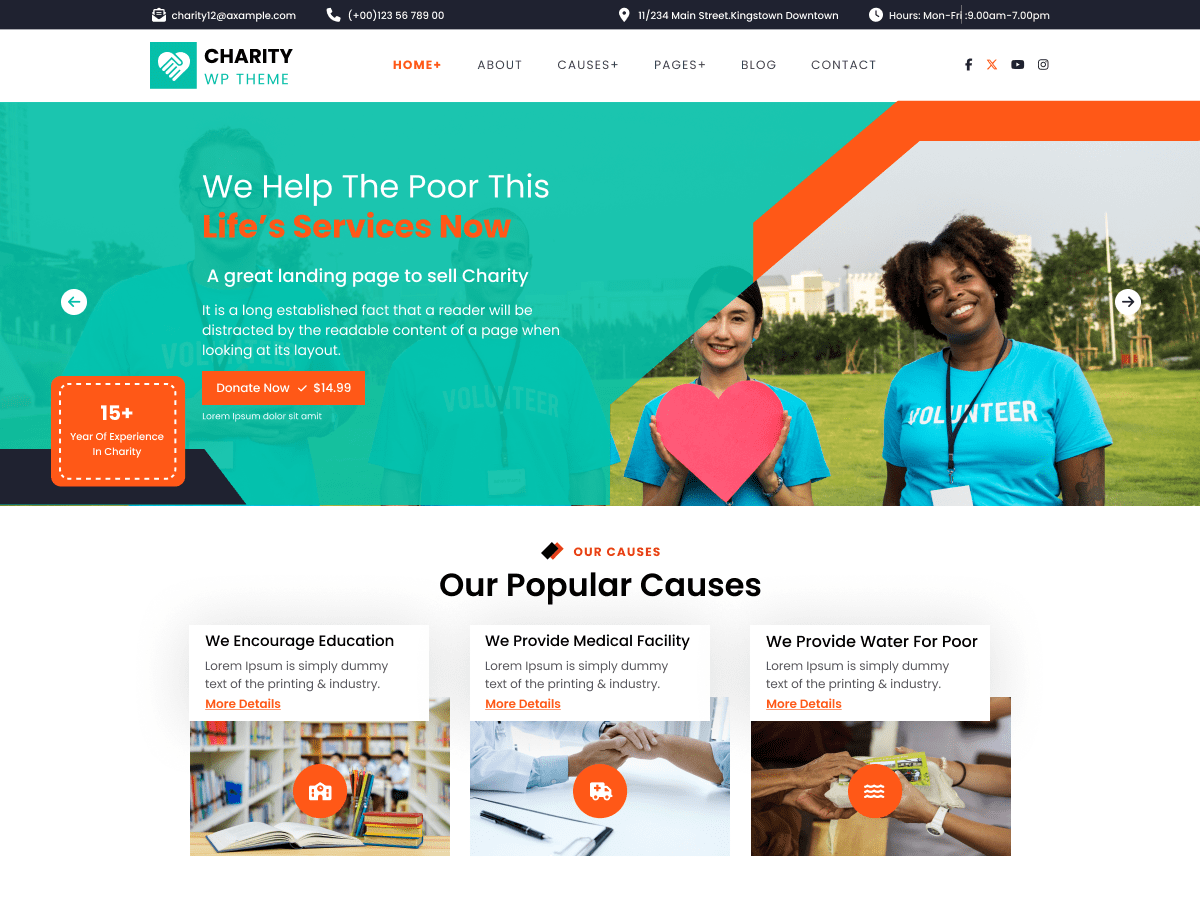 charity12@axample.com
(+00)123 56 789 00
11/234 Main Street.Kingstown Downtown
Hours: Mon-Fri :9.00am-7.00pm
CHARITY
WP THEME
HOME+
ABOUT
CAUSES+
PAGES+
BLOG
CONTACT
We Help The Poor This
Life's Services Now
A great landing page to sell Charity
It is a long established fact that a reader will be
distracted by the readable content of a page when
looking at its layout.
Donate Now $14.99
Lorem Ipsum dolor sit amit
15+
Year Of Experience
In Charity
VOLUNTEER
VOLUNTEER
VOLUNTEER
OUR CAUSES
Our Popular Causes
We Encourage Education
Lorem Ipsum is simply dummy
text of the printing & industry.
More Details
We Provide Medical Facility
Lorem Ipsum is simply dummy
text of the printing & industry.
More Details
We Provide Water For Poor
Lorem Ipsum is simply dummy
text of the printing & industry.
More Details